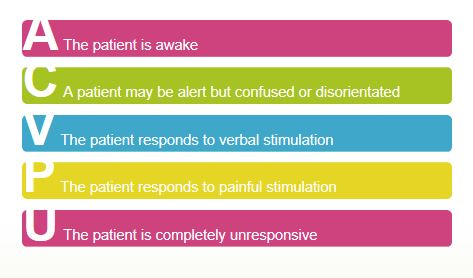 A The patient is awake
C A patient may be alert but confused or disorientated
V The patient responds to verbal stimulation
P The patient responds to painful stimulation
U The patient is completely unresponsive